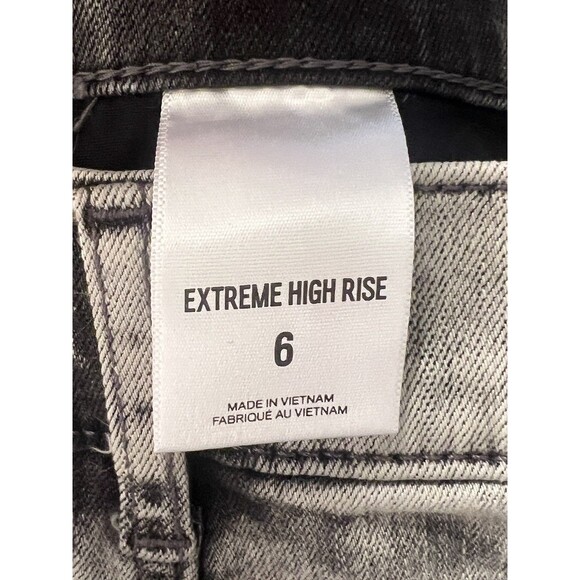 EXTREME HIGH RISE
6
MADE IN VIETNAM
FABRIQUÉ AU VIETNAM